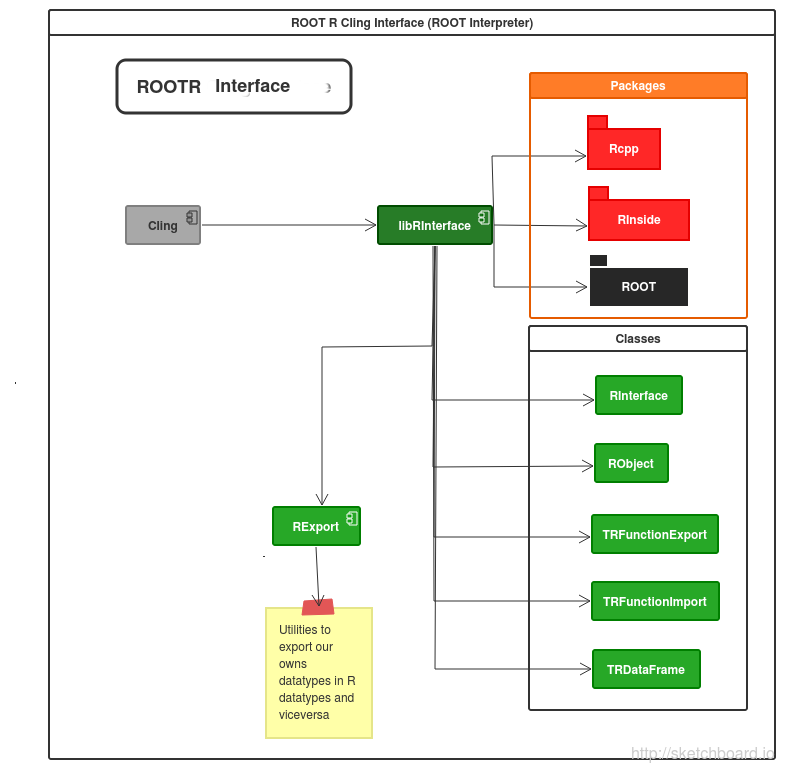 ROOT R Cling Interface (ROOT Interpreter)
ROOTR Interface
Packages
Rcpp
RInside
ROOT
Cling
libRInterface
Classes
RInterface
RObject
TRFunctionExport
TRFunctionImport
TRDataFrame
RExport
Utilities to
export our
owns
datatypes in R
datatypes and
viceversa
http://sketchboard.io